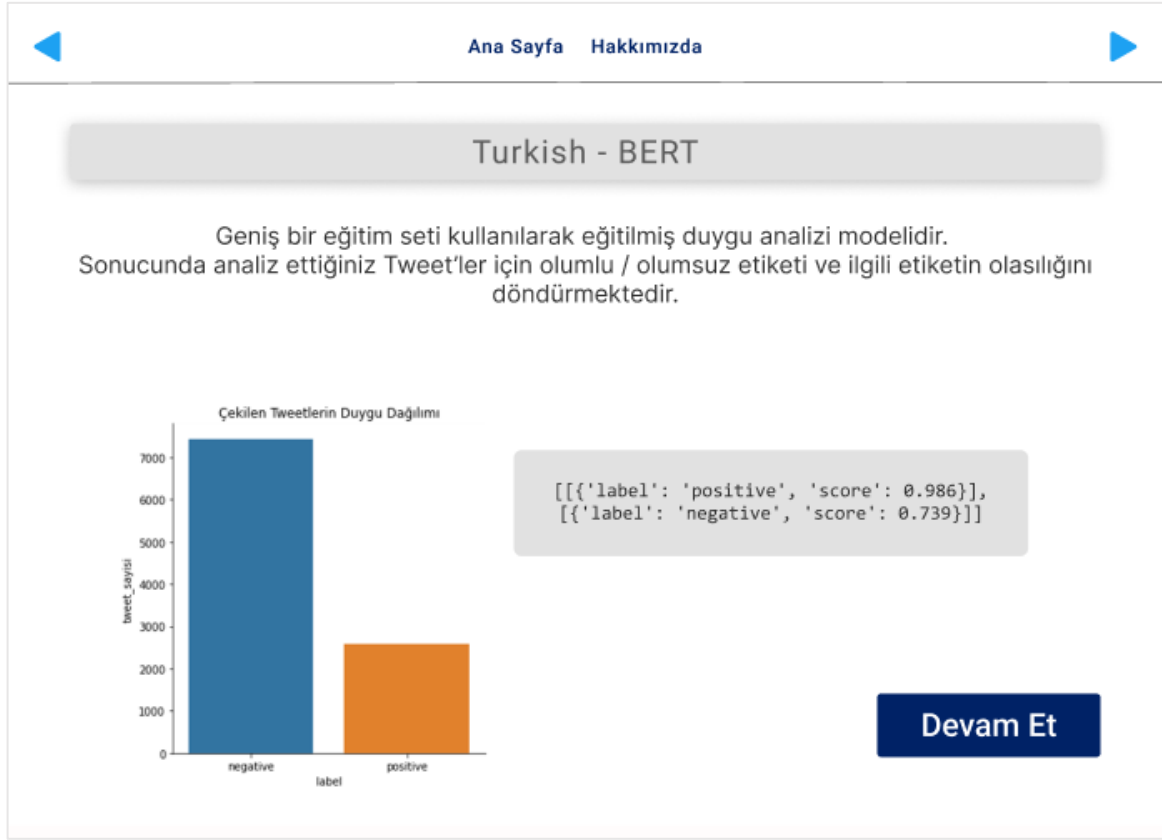 Ana Sayfa Hakkımızda
Turkish - BERT
Geniş bir eğitim seti kullanılarak eğitilmiş duygu analizi modelidir.
Sonucunda analiz ettiğiniz Tweet’ler için olumlu / olumsuz etiketi ve ilgili etiketin olasılığını
döndürmektedir.
Çekilen Tweetlerin Duygu Dağılımı
7000
6000
5000
4000
3000
2000
1000
0
tweet_sayisi
negative positive
label
[[{'label': 'positive', 'score': 0.986}],
[{'label': 'negative', 'score': 0.739}]]
Devam Et